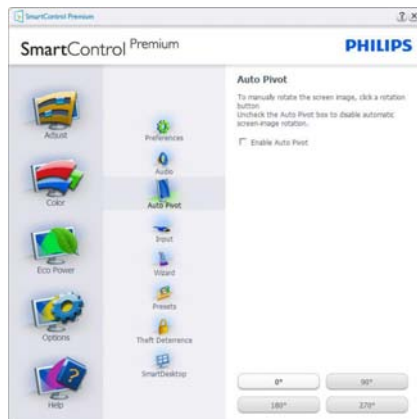 SmartControl Premium
SmartControl Premium
PHILIPS
Adjust
Color
Eco Power
Options
Help
Preferences
Audio
Auto Pivot
Input
Wizard
Presets
Theft Deterrence
SmartDesktop
Auto Pivot
To manually rotate the screen image, click a rotation
button.
Uncheck the Auto Pivot box to disable automatic
screen-image rotation.
Enable Auto Pivot
0°
90°
180°
270°